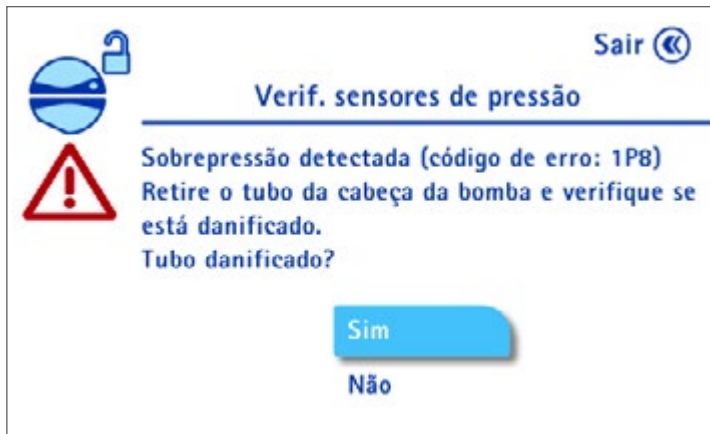 Sair
Verif. sensores de pressão
Sobrepressão detectada (código de erro: 1P8)
Retire o tubo da cabeça da bomba e verifique se
está danificado.
Tubo danificado?
Sim
Não